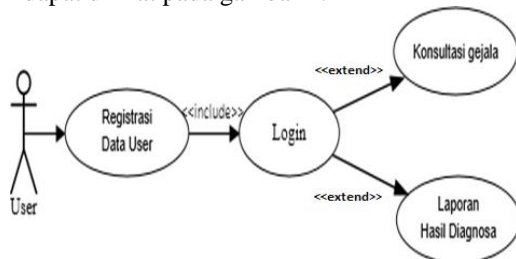 <<extend>>
Konsultasi gejala
Registrasi
Data User
<<include>>
Login
User
<<extend>>
Laporan
Hasil Diagnosa